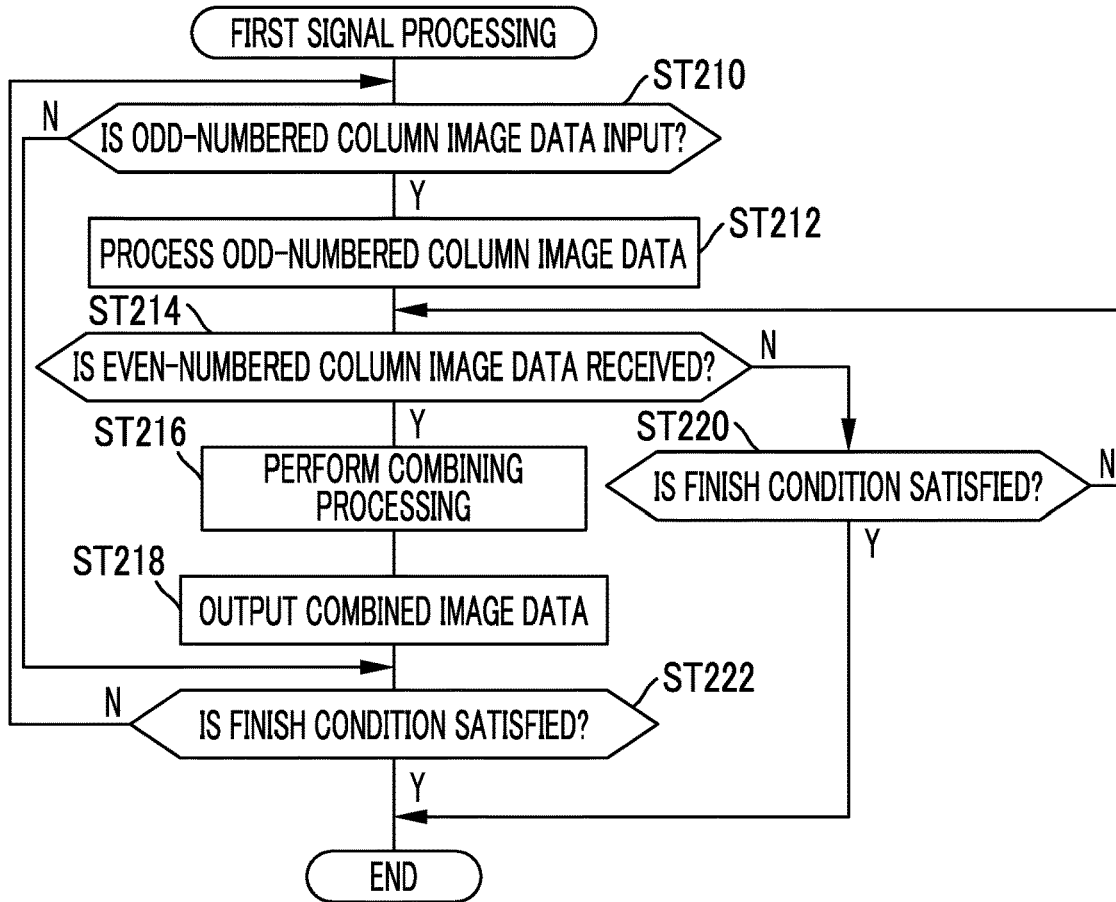 FIRST SIGNAL PROCESSING
ST210
N
IS ODD-NUMBERED COLUMN IMAGE DATA INPUT?
Y
ST212
PROCESS ODD-NUMBERED COLUMN IMAGE DATA
ST214
IS EVEN-NUMBERED COLUMN IMAGE DATA RECEIVED?
N
Y
ST216
PERFORM COMBINING
PROCESSING
ST220
IS FINISH CONDITION SATISFIED?
N
Y
ST218
OUTPUT COMBINED IMAGE DATA
ST222
N
IS FINISH CONDITION SATISFIED?
Y
END